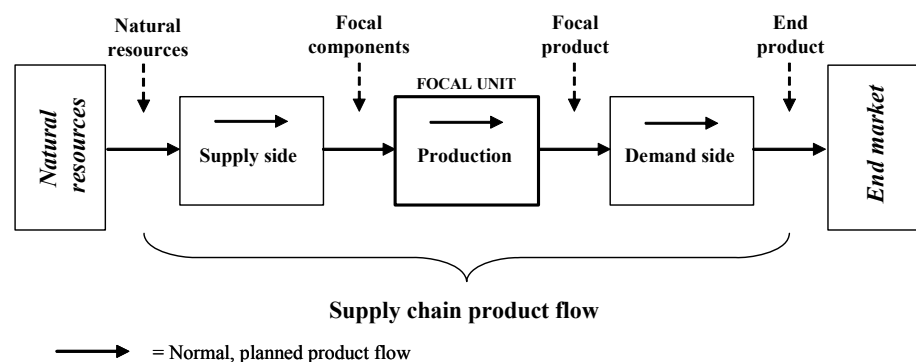 Natural
resources
Focal
components
Focal
product
End
product
FOCAL UNIT
Natural
resources
Supply side
Production
Demand side
End market
Supply chain product flow
= Normal, planned product flow